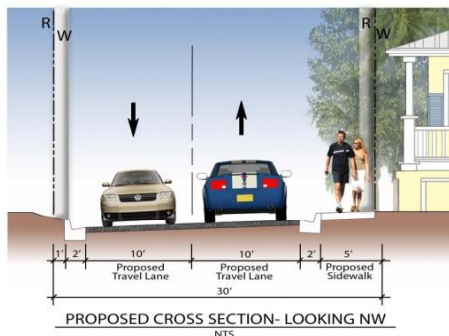 R
W
R
W
1'
2'
10'
10'
2'
5'
Proposed
Travel Lane
Proposed
Travel Lane
Proposed
Sidewalk
30'
PROPOSED CROSS SECTION- LOOKING NW
NTS